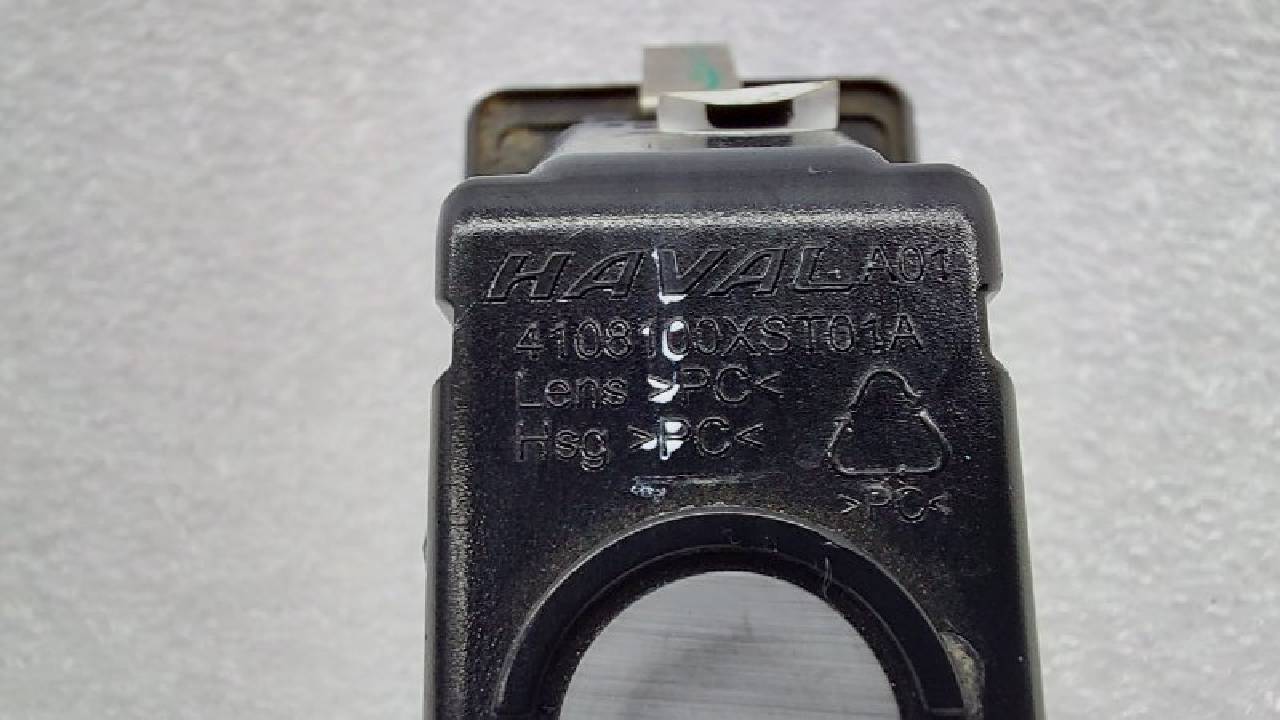 HAVAL A01
4108100XST01A
Lens >PC<
Hsg >PC<
>PC<